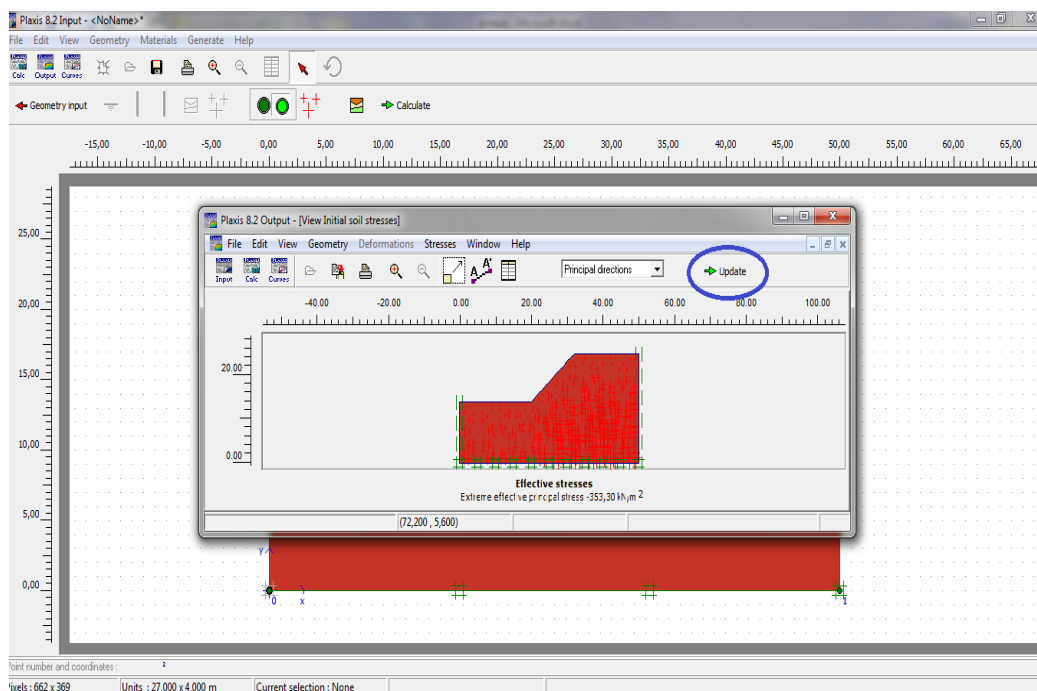 Plaxis 8.2 Input - <NoName>*
File Edit View Geometry Materials Generate Help
Calc Output Curves
Geometry input Calculate
-15,00 -10,00 -5,00 0,00 5,00 10,00 15,00 20,00 25,00 30,00 35,00 40,00 45,00 50,00 55,00 60,00 65,00
25,00
20,00
15,00
10,00
5,00
0,00
Plaxis 8.2 Output - [View Initial soil stresses]
File Edit View Geometry Deformations Stresses Window Help
Input Calc Curves A A' Principal directions Update
-40.00 -20.00 0.00 20.00 40.00 60.00 80.00 100.00
20.00
0.00
Effective stresses
Extreme effective principal stress -353,30 kN/m 2
(72,200 , 5,600)
y
0 x 1
Point number and coordinates : 2
Pixels : 662 x 369 Units : 27.000 x 4.000 m Current selection : None